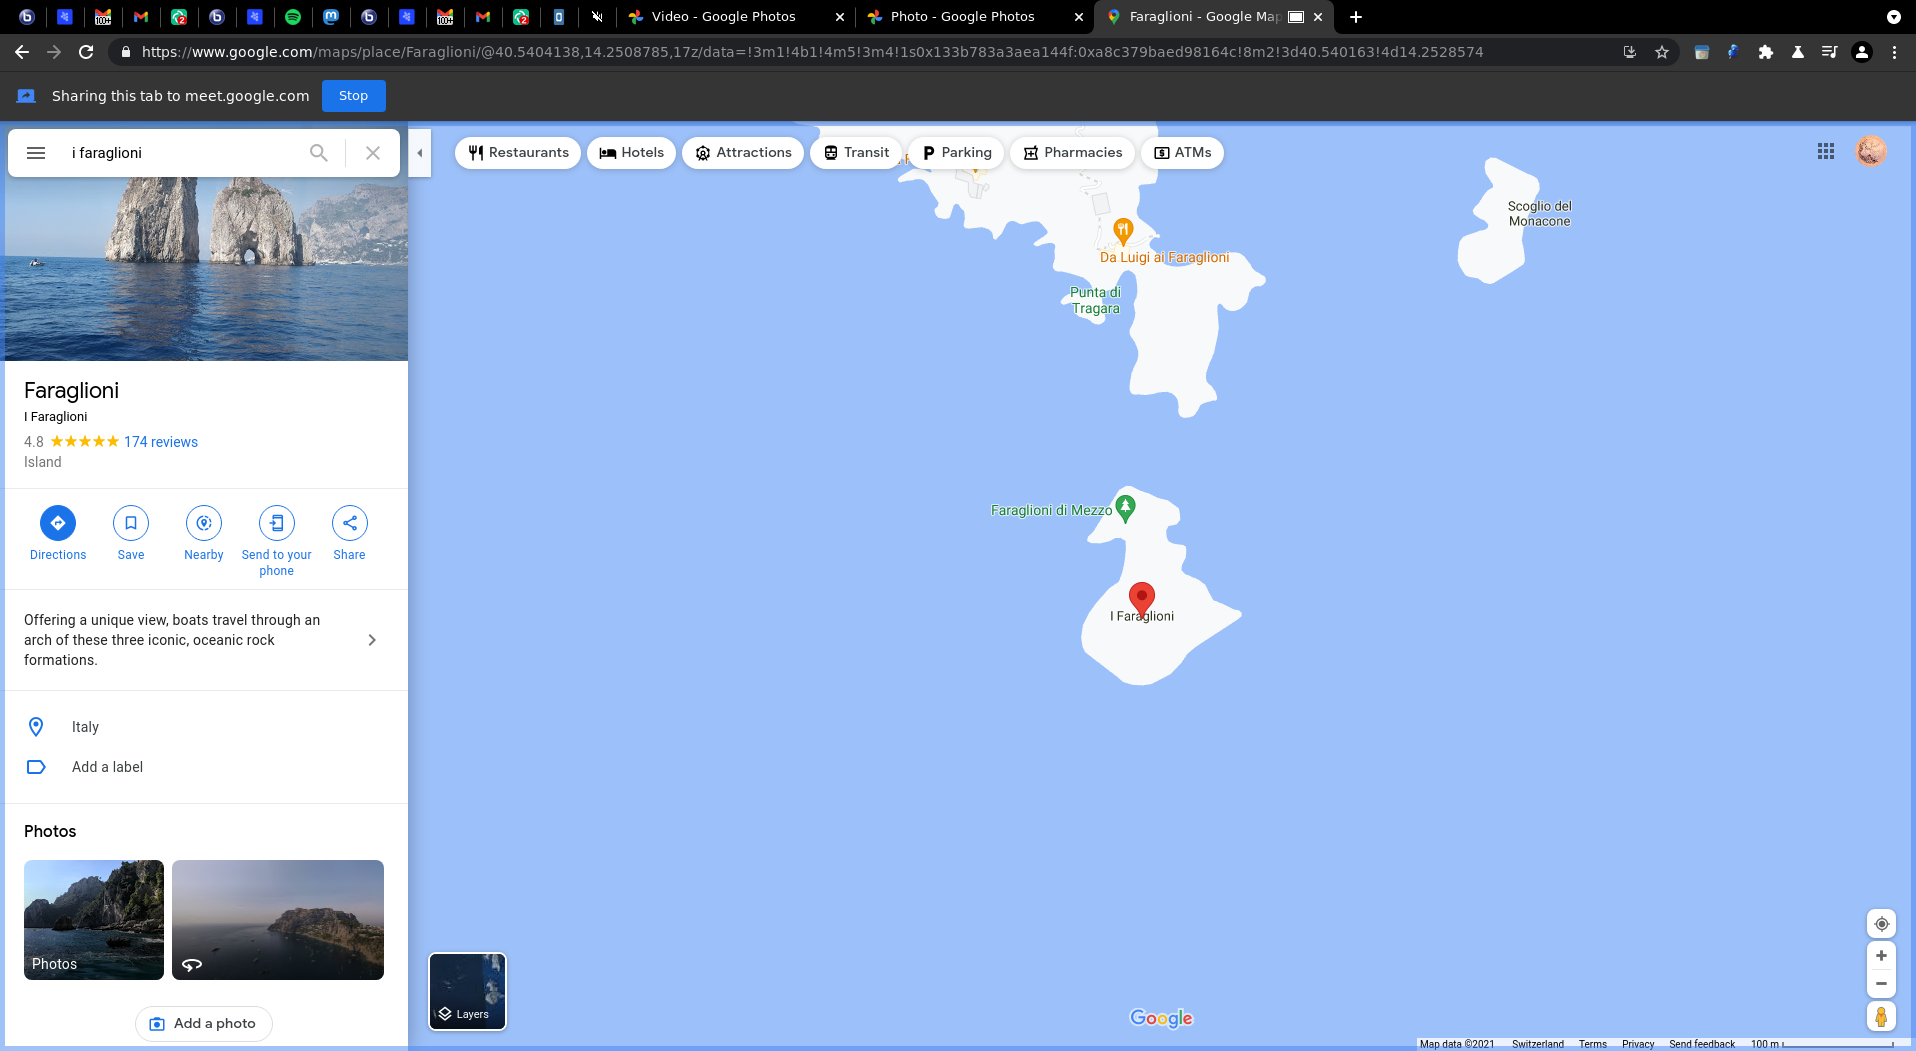 100+
2
100+
2
Video - Google Photos
Photo - Google Photos
Faraglioni - Google Map
https://www.google.com/maps/place/Faraglioni/@40.5404138,14.2508785,17z/data=!3m1!4b1!4m5!3m4!1s0x133b783a3aea144f:0xa8c379baed98164c!8m2!3d40.540163!4d14.2528574
Sharing this tab to meet.google.com
Stop
i faraglioni
Restaurants
Hotels
Attractions
Transit
Parking
Pharmacies
ATMs
Scoglio del
Monacone
Da Luigi ai Faraglioni
Punta di
Tragara
Faraglioni di Mezzo
I Faraglioni
Faraglioni
I Faraglioni
4.8 ★★★★★ 174 reviews
Island
Directions
Save
Nearby
Send to your
phone
Share
Offering a unique view, boats travel through an
arch of these three iconic, oceanic rock
formations.
Italy
Add a label
Photos
Photos
Add a photo
Layers
Google
Map data ©2021 Switzerland Terms Privacy Send feedback 100 m